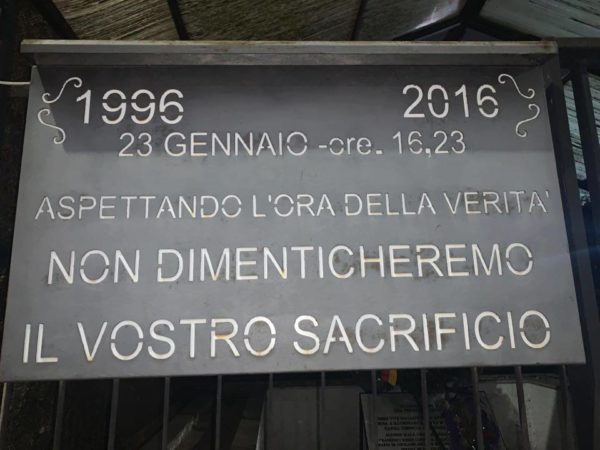 1996 2016
23 GENNAIO -ore. 16,23
ASPETTANDO L'ORA DELLA VERITA'
NON DIMENTICHEREMO
IL VOSTRO SACRIFICIO